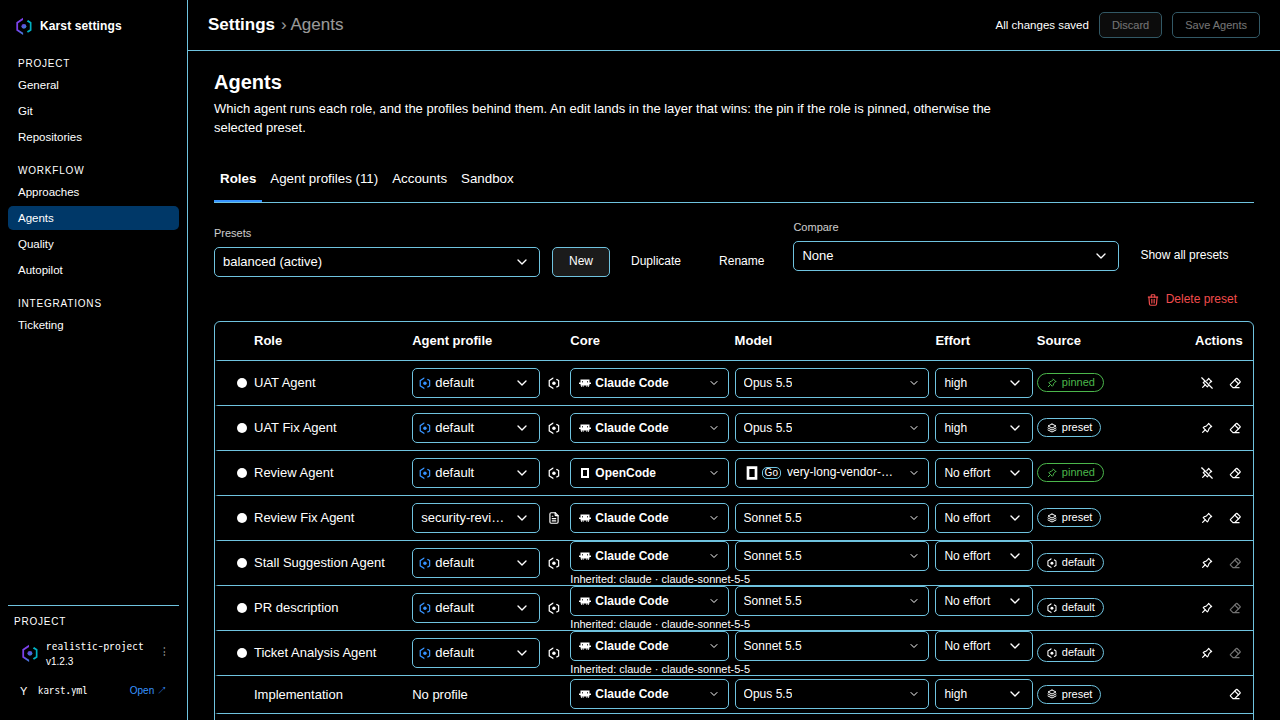 Karst settings
Settings › Agents
All changes saved
Discard
Save Agents
PROJECT
General
Git
Repositories
WORKFLOW
Approaches
Agents
Quality
Autopilot
INTEGRATIONS
Ticketing
PROJECT
realistic-project
v1.2.3
Y karst.yml Open ↗
Agents
Which agent runs each role, and the profiles behind them. An edit lands in the layer that wins: the pin if the role is pinned, otherwise the
selected preset.
Roles Agent profiles (11) Accounts Sandbox
Presets
balanced (active)
New
Duplicate
Rename
Compare
None
Show all presets
Delete preset
Role Agent profile Core Model Effort Source Actions
UAT Agent default Claude Code Opus 5.5 high pinned
UAT Fix Agent default Claude Code Opus 5.5 high preset
Review Agent default OpenCode Go very-long-vendor-… No effort pinned
Review Fix Agent security-revi… Claude Code Sonnet 5.5 No effort preset
Stall Suggestion Agent default Claude Code Sonnet 5.5 No effort default
Inherited: claude · claude-sonnet-5-5
PR description default Claude Code Sonnet 5.5 No effort default
Inherited: claude · claude-sonnet-5-5
Ticket Analysis Agent default Claude Code Sonnet 5.5 No effort default
Inherited: claude · claude-sonnet-5-5
Implementation No profile Claude Code Sonnet 5.5 high preset